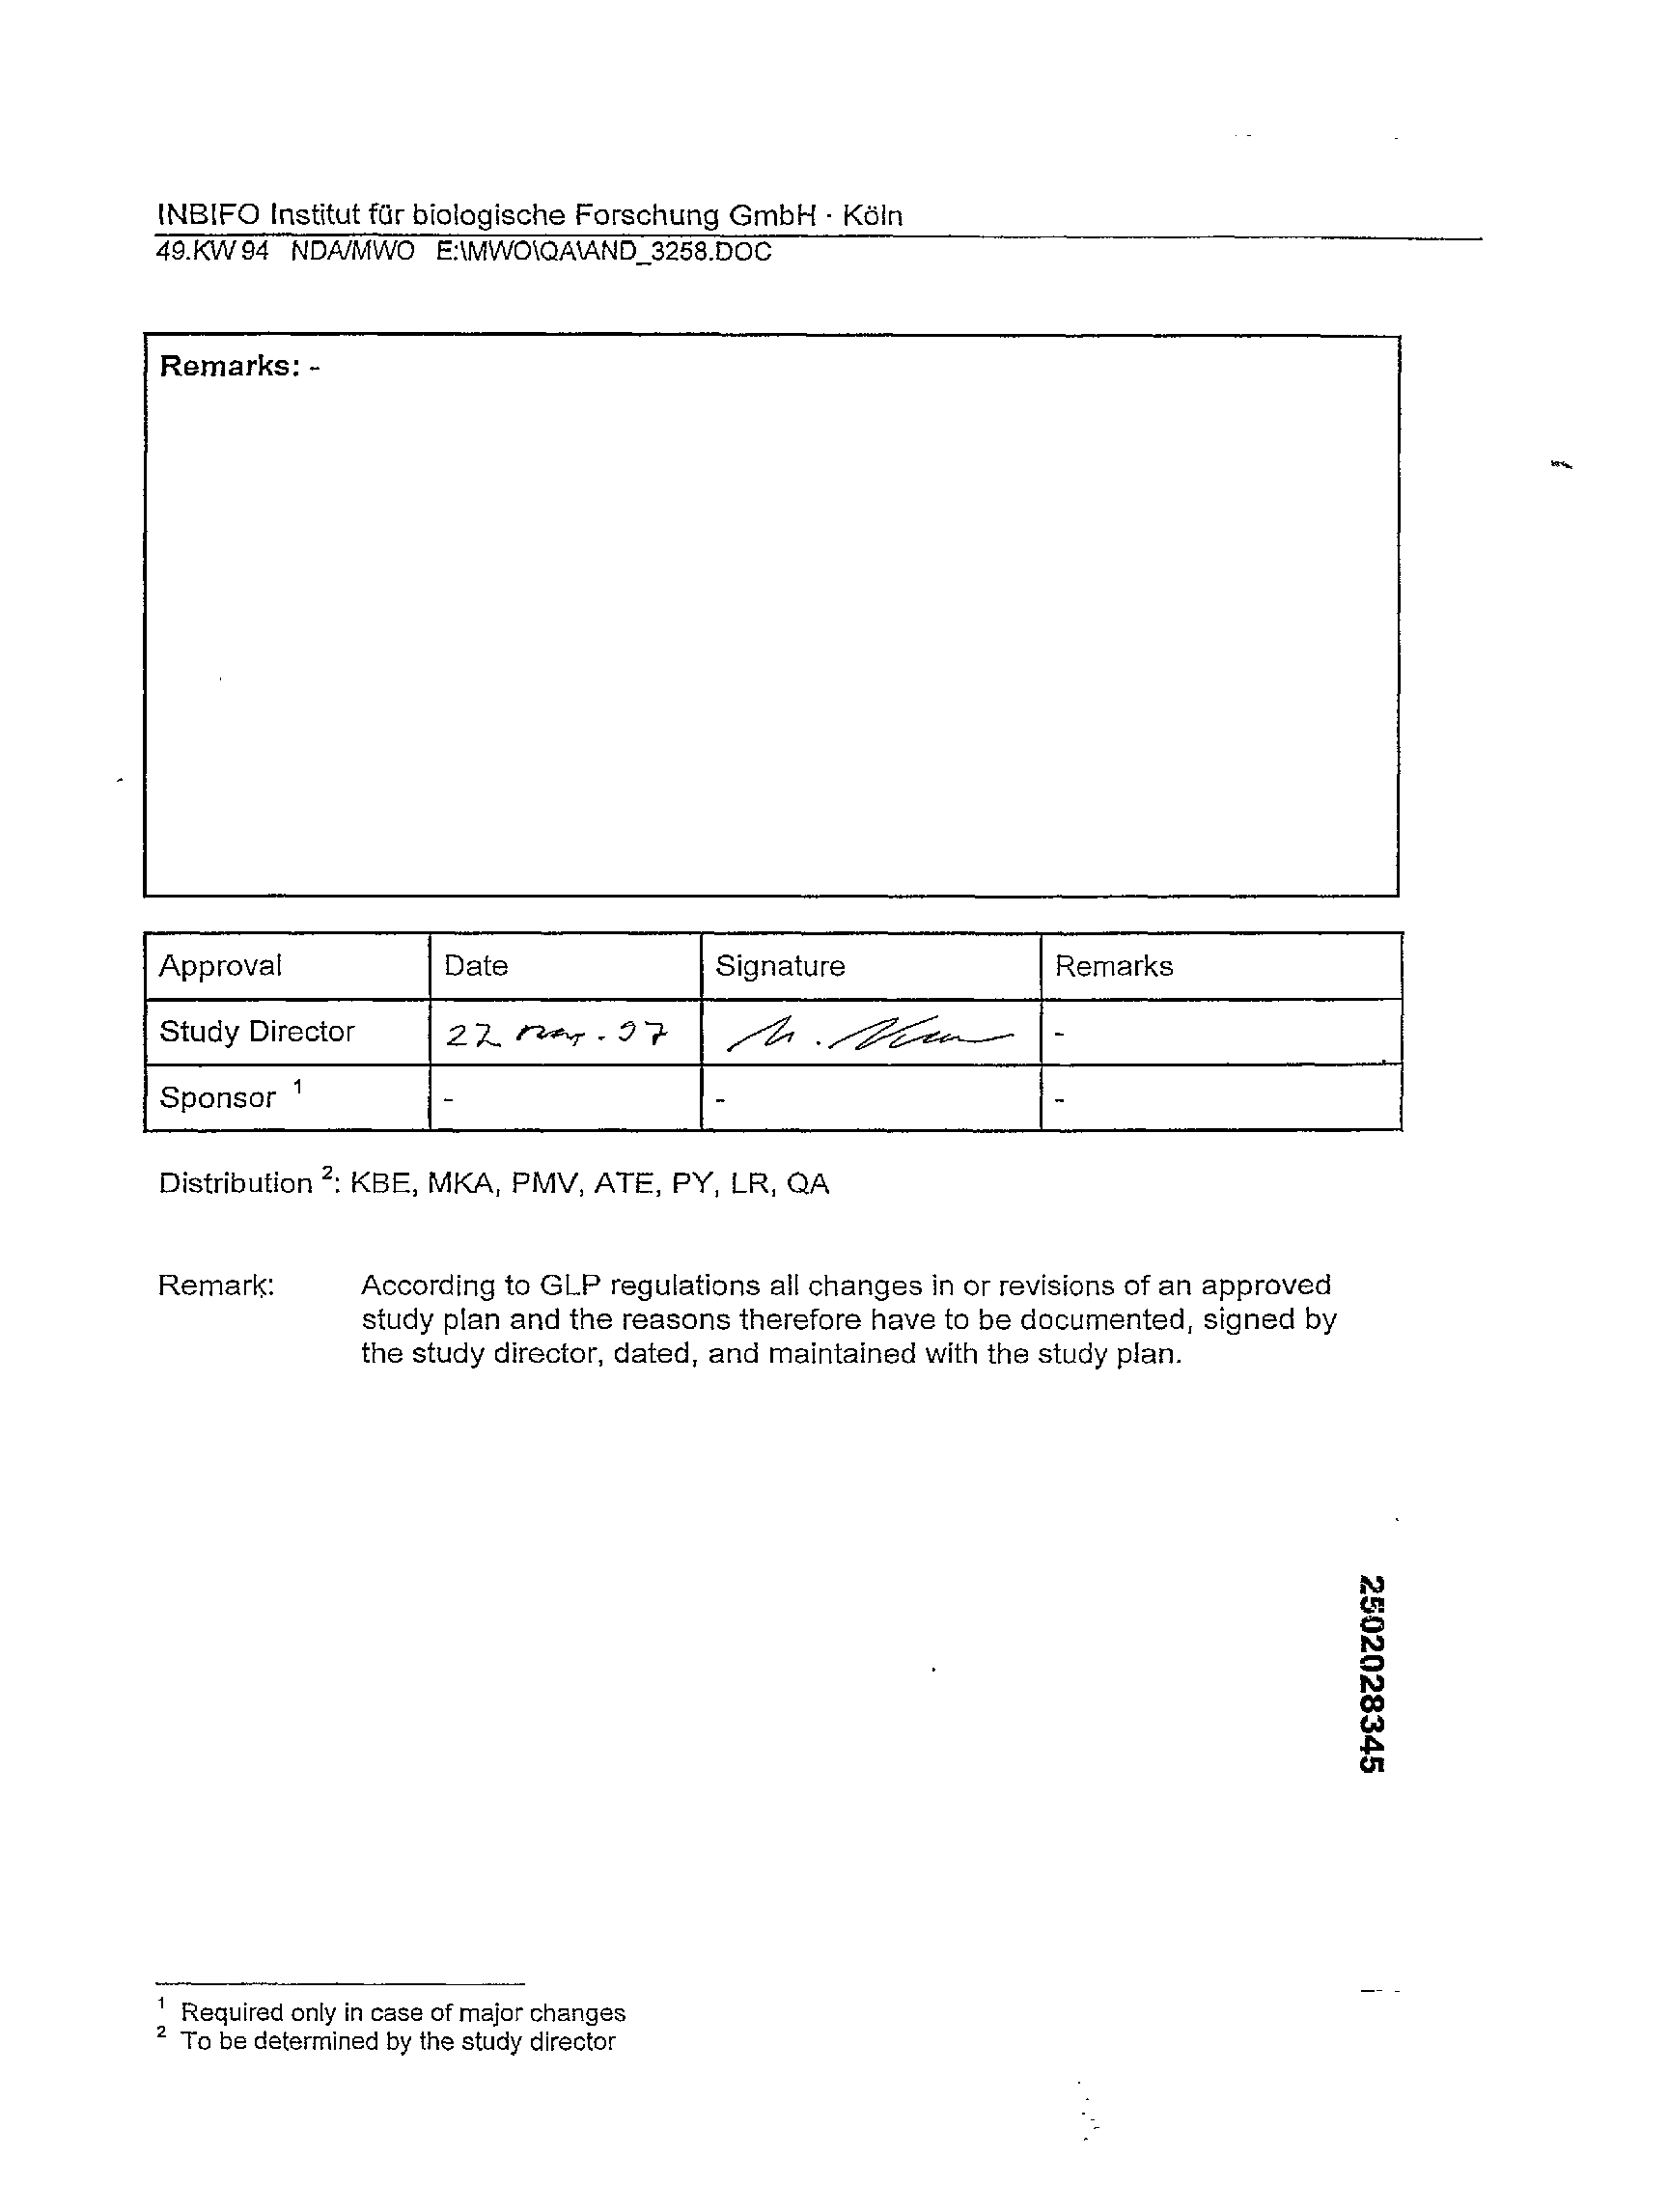 INBIFO Institut für biologische Forschung GmbH · Köln
49.KW 94 NDA/MWO E:\MWO\QA\AND_3258.DOC
Remarks: -
Approval Date Signature Remarks
Study Director 22 . 97 -
Sponsor 1 - - -
Distribution 2: KBE, MKA, PMV, ATE, PY, LR, QA
Remark: According to GLP regulations all changes in or revisions of an approved
study plan and the reasons therefore have to be documented, signed by
the study director, dated, and maintained with the study plan.
2502028345
1 Required only in case of major changes
2 To be determined by the study director